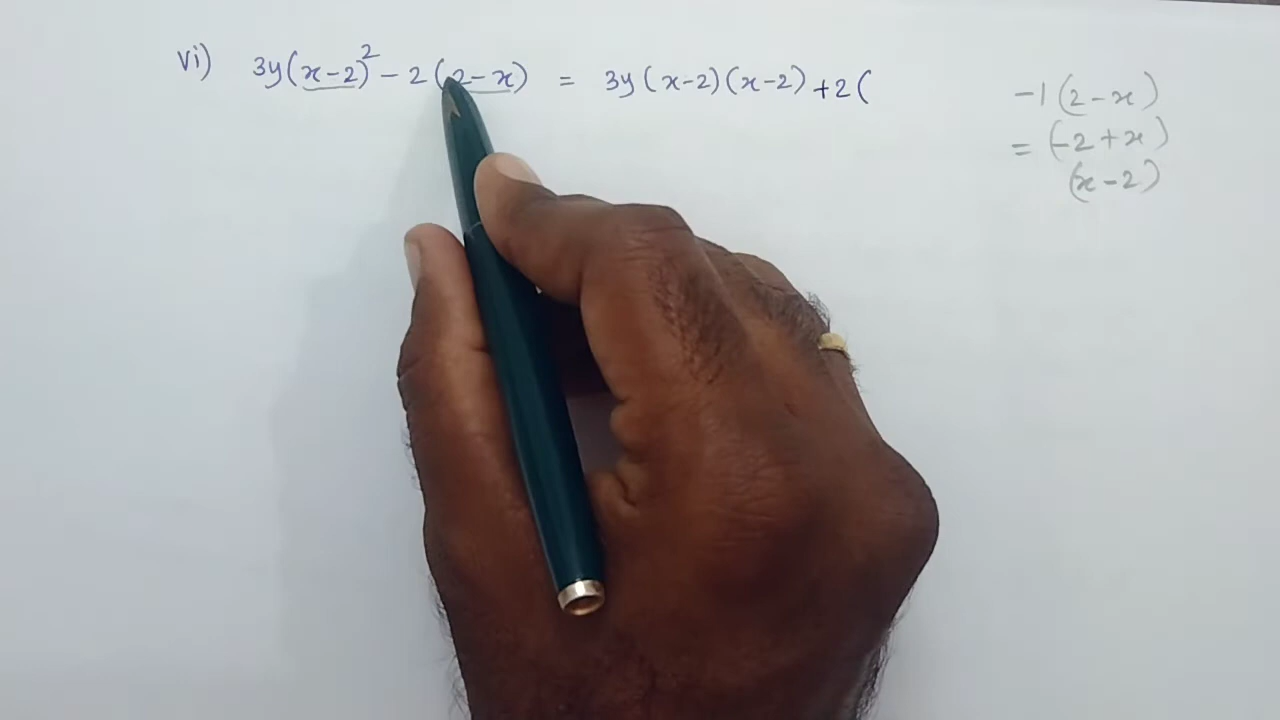 vi) 3y(x-2)² - 2(2-x) = 3y(x-2)(x-2) +2(
-1(2-x)
= (-2+x)
(x-2)